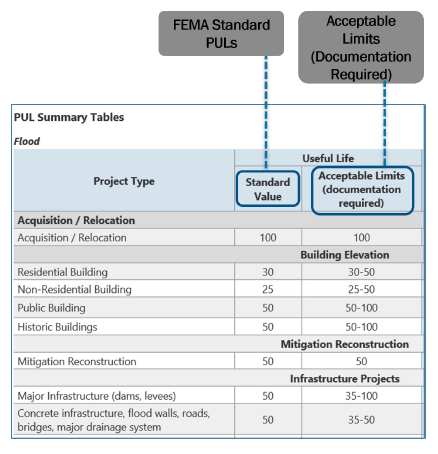 FEMA Standard
PULs
Acceptable
Limits
(Documentation
Required)
PUL Summary Tables
Flood
Project Type
Useful Life
Standard
Value
Acceptable Limits
(documentation
required)
Acquisition / Relocation
Acquisition / Relocation 100 100
Building Elevation
Residential Building 30 30-50
Non-Residential Building 25 25-50
Public Building 50 50-100
Historic Buildings 50 50-100
Mitigation Reconstruction
Mitigation Reconstruction 50 50
Infrastructure Projects
Major Infrastructure (dams, levees) 50 35-100
Concrete infrastructure, flood walls, roads,
bridges, major drainage system 50 35-50